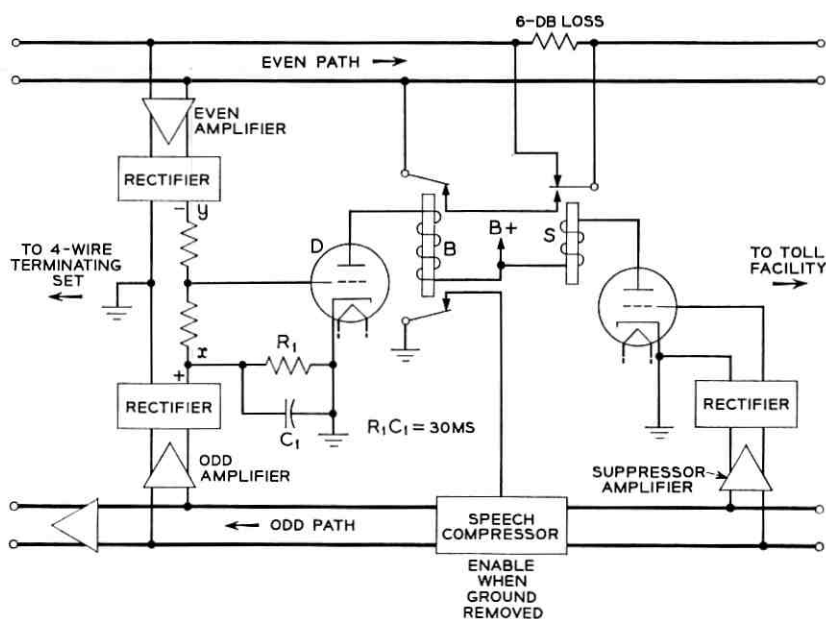 6-DB LOSS
EVEN PATH
EVEN
AMPLIFIER
RECTIFIER
- y
TO 4-WIRE
TERMINATING
SET
D
B
B+
S
TO TOLL
FACILITY
x
+
R1
C1
R1C1 = 30MS
RECTIFIER
RECTIFIER
ODD
AMPLIFIER
SUPPRESSOR
AMPLIFIER
ODD PATH
SPEECH
COMPRESSOR
ENABLE
WHEN
GROUND
REMOVED